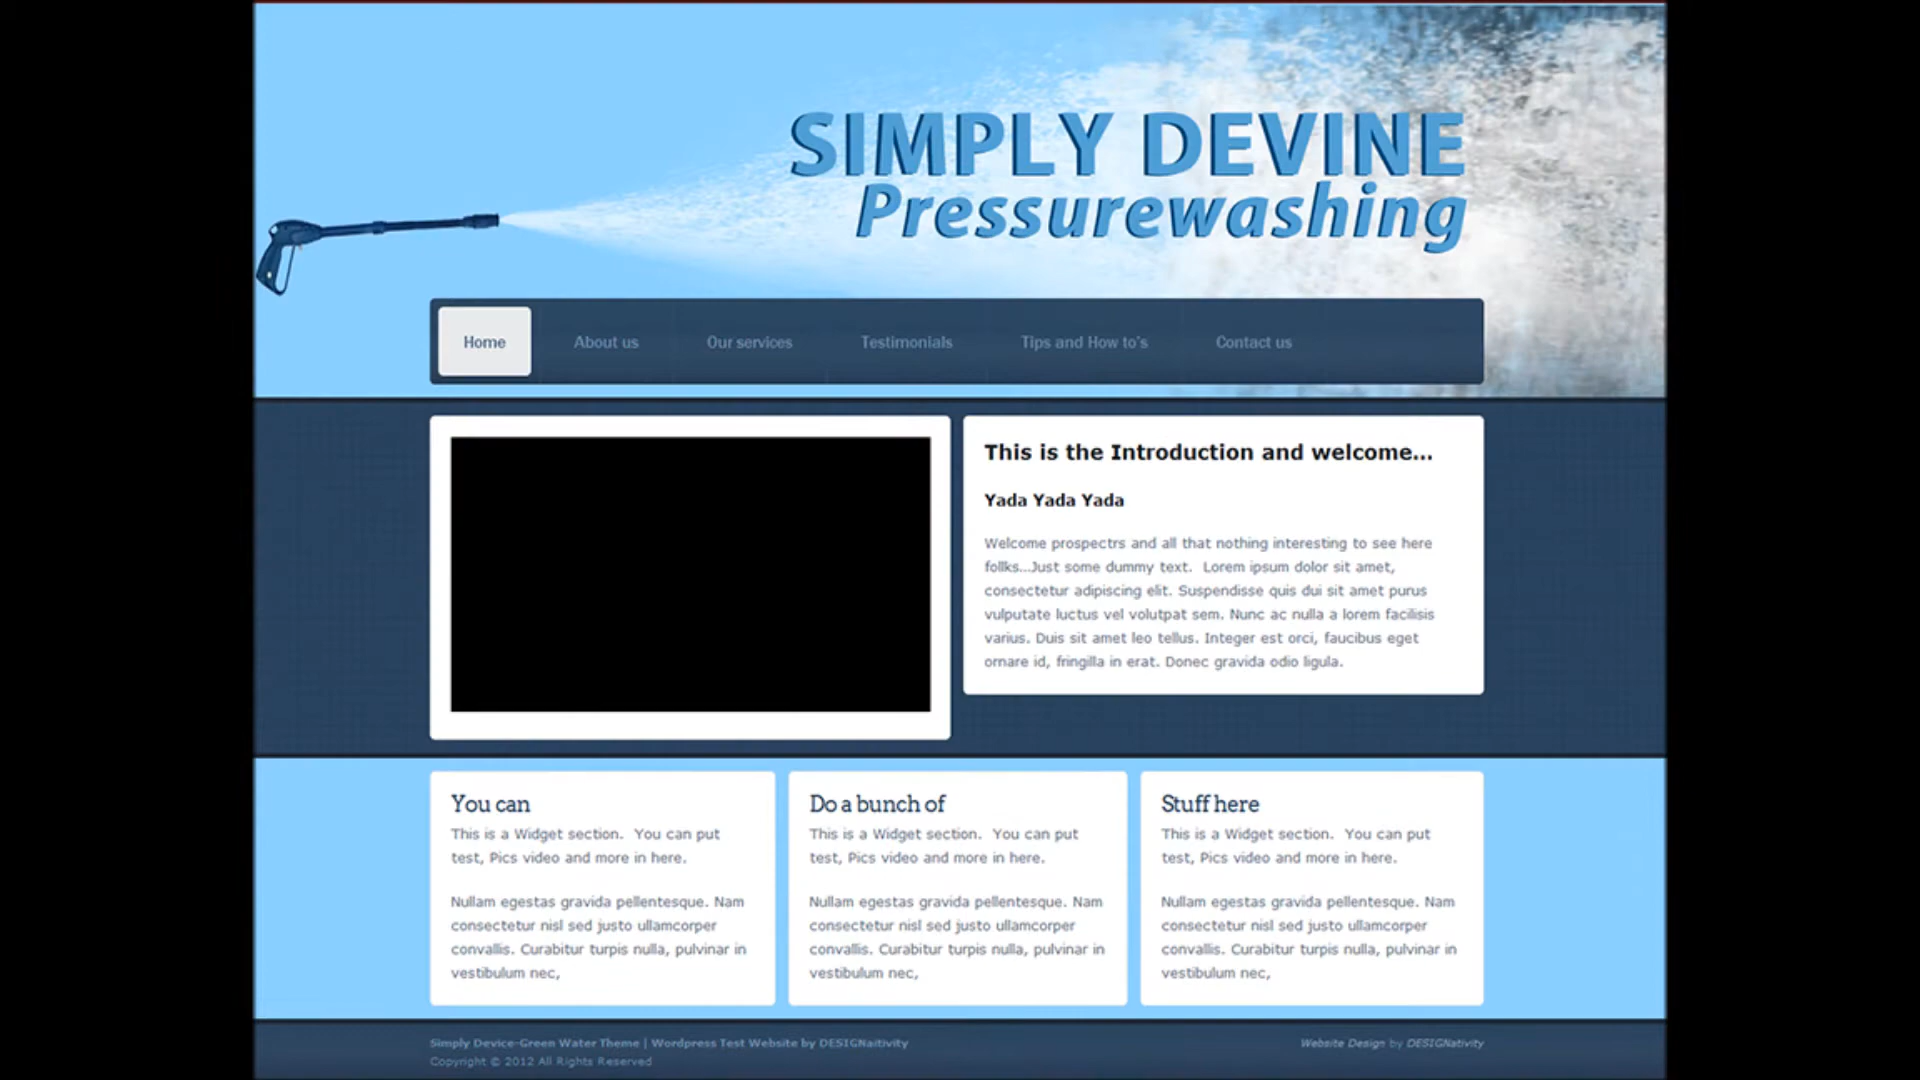 SIMPLY DEVINE
Pressurewashing
Home
About us
Our services
Testimonials
Tips and How to's
Contact us
This is the Introduction and welcome...
Yada Yada Yada
Welcome prospectrs and all that nothing interesting to see here
follks...Just some dummy text.  Lorem ipsum dolor sit amet,
consectetur adipiscing elit. Suspendisse quis dui sit amet purus
vulputate luctus vel volutpat sem. Nunc ac nulla a lorem facilisis
varius. Duis sit amet leo tellus. Integer est orci, faucibus eget
ornare id, fringilla in erat. Donec gravida odio ligula.
You can
This is a Widget section.  You can put
test, Pics video and more in here.
Nullam egestas gravida pellentesque. Nam
consectetur nisl sed justo ullamcorper
convallis. Curabitur turpis nulla, pulvinar in
vestibulum nec,
Do a bunch of
This is a Widget section.  You can put
test, Pics video and more in here.
Nullam egestas gravida pellentesque. Nam
consectetur nisl sed justo ullamcorper
convallis. Curabitur turpis nulla, pulvinar in
vestibulum nec,
Stuff here
This is a Widget section.  You can put
test, Pics video and more in here.
Nullam egestas gravida pellentesque. Nam
consectetur nisl sed justo ullamcorper
convallis. Curabitur turpis nulla, pulvinar in
vestibulum nec,
Simply Device-Green Water Theme | Wordpress Test Website by DESIGNaitivity
Copyright © 2012 All Rights Reserved
Website Design by DESIGNativity